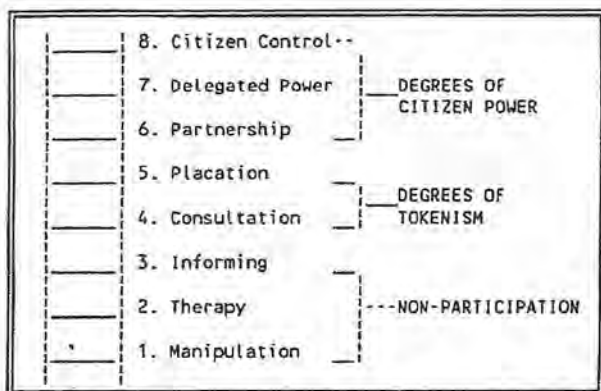 8. Citizen Control
7. Delegated Power
DEGREES OF
CITIZEN POWER
6. Partnership
5. Placation
DEGREES OF
TOKENISM
4. Consultation
3. Informing
2. Therapy
NON-PARTICIPATION
1. Manipulation